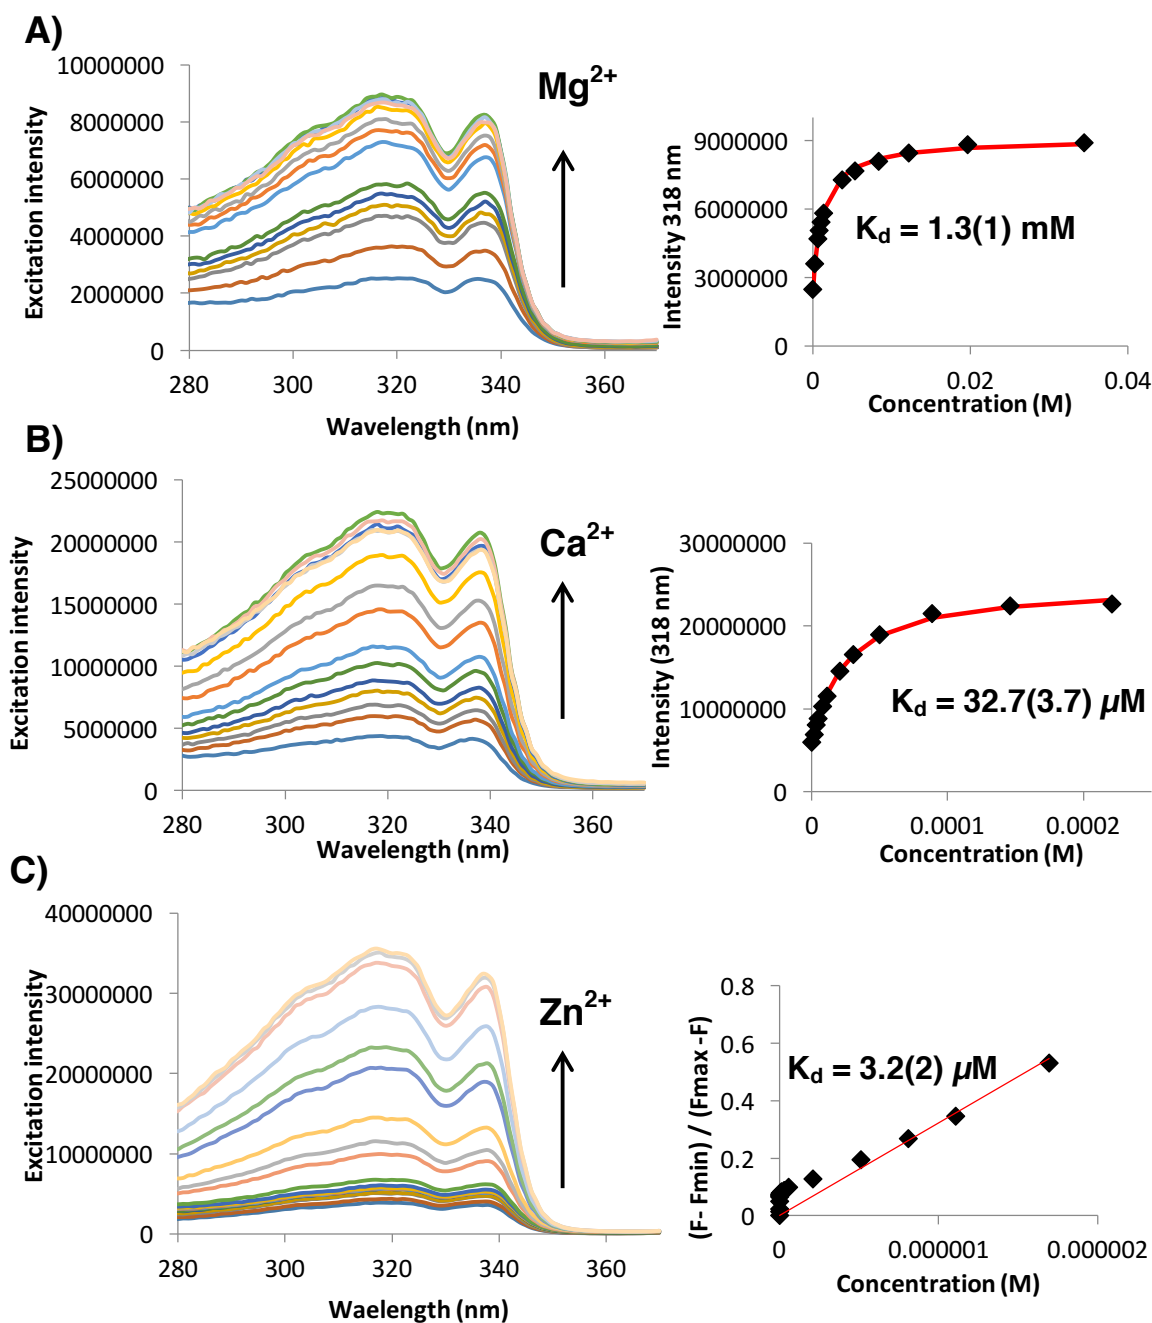 A)
Excitation intensity
10000000
8000000
6000000
4000000
2000000
0
280 300 320 340 360
Wavelength (nm)
Mg2+
Intensity 318 nm
9000000
6000000
3000000
0
Kd = 1.3(1) mM
0 0.02 0.04
Concentration (M)
B)
Excitation intensity
25000000
20000000
15000000
10000000
5000000
0
280 300 320 340 360
Wavelength (nm)
Ca2+
Intensity (318 nm)
30000000
20000000
10000000
0
Kd = 32.7(3.7) µM
0 0.0001 0.0002
Concentration (M)
C)
Excitation intensity
40000000
30000000
20000000
10000000
0
280 300 320 340 360
Waelength (nm)
Zn2+
(F- Fmin) / (Fmax -F)
0.8
0.6
0.4
0.2
0
Kd = 3.2(2) µM
0 0.000001 0.000002
Concentration (M)